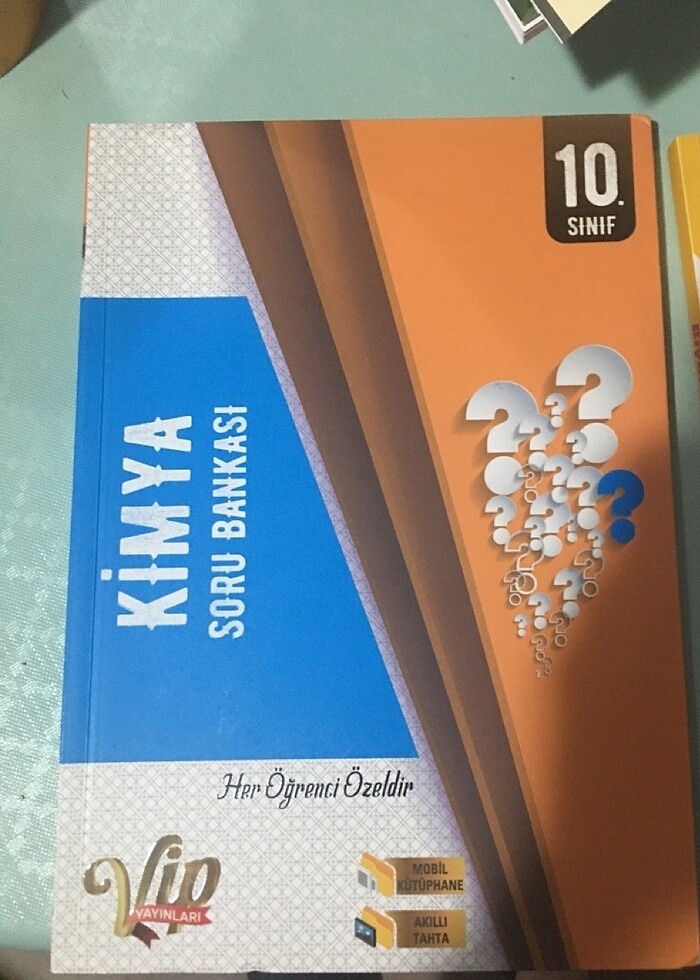 10.
SINIF
KİMYA
SORU BANKASI
Her Öğrenci Özeldir
Vip
YAYINLARI
MOBİL
KÜTÜPHANE
AKILLI
TAHTA